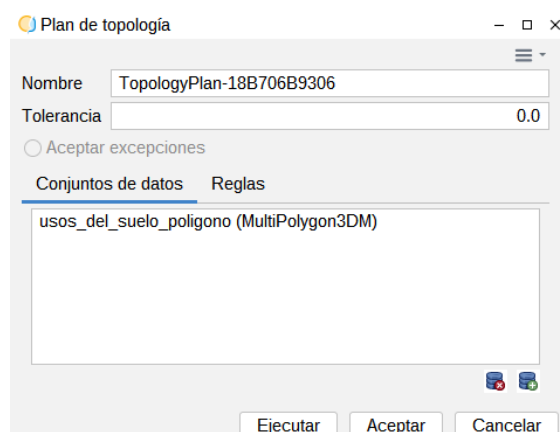 Plan de topología
Nombre TopologyPlan-18B706B9306
Tolerancia 0.0
Aceptar excepciones
Conjuntos de datos Reglas
usos_del_suelo_poligono (MultiPolygon3DM)
Ejecutar Aceptar Cancelar